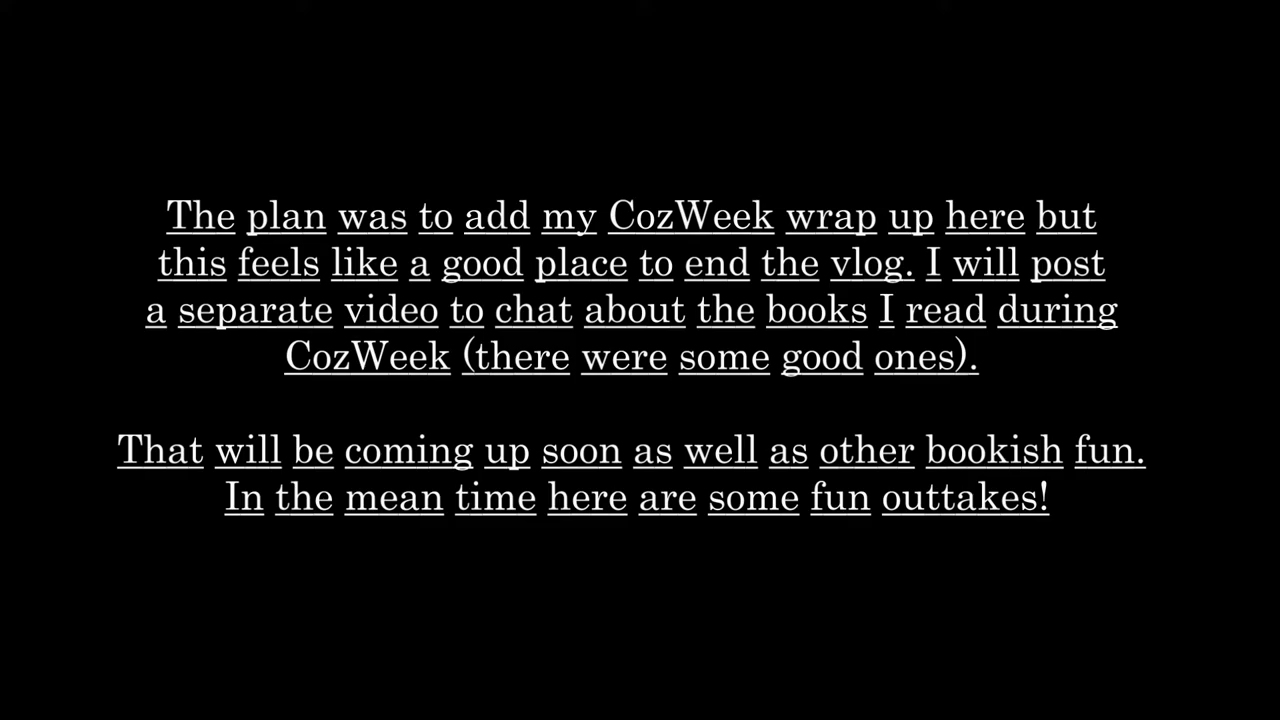 The plan was to add my CozWeek wrap up here but
this feels like a good place to end the vlog. I will post
a separate video to chat about the books I read during
CozWeek (there were some good ones).
That will be coming up soon as well as other bookish fun.
In the mean time here are some fun outtakes!